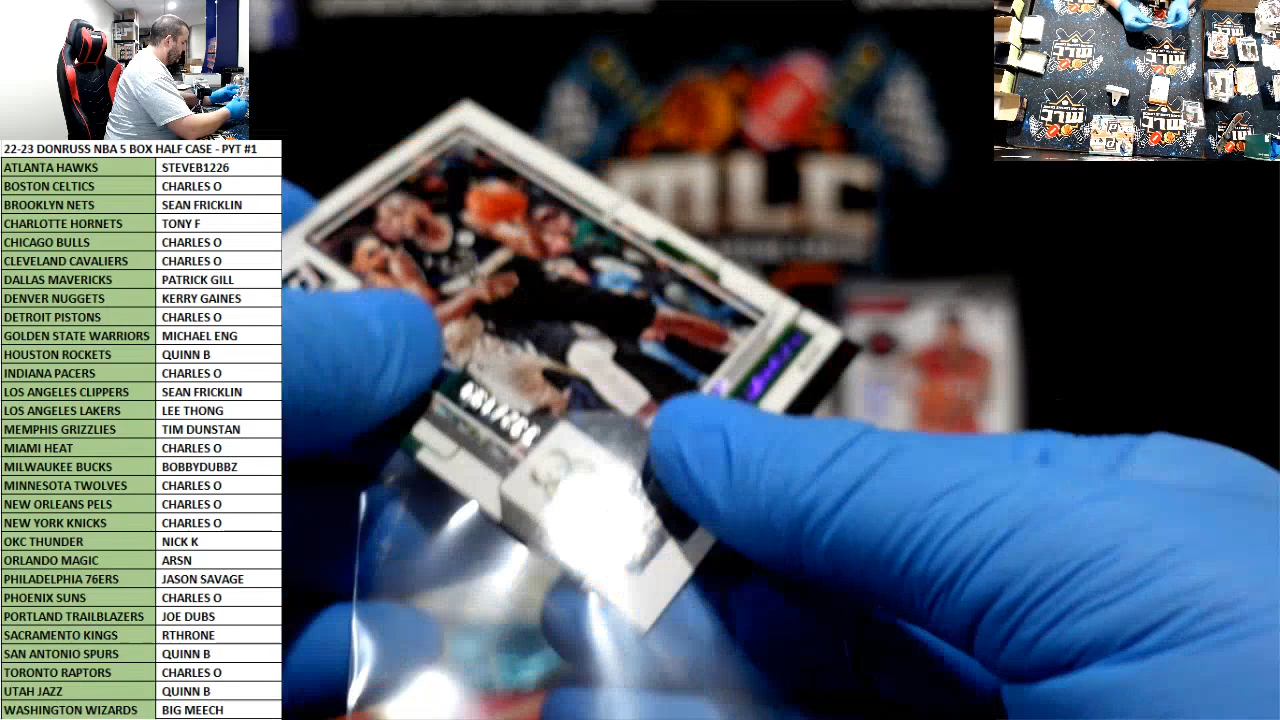 22-23 DONRUSS NBA 5 BOX HALF CASE - PYT #1
ATLANTA HAWKS STEVEB1226
BOSTON CELTICS CHARLES O
BROOKLYN NETS SEAN FRICKLIN
CHARLOTTE HORNETS TONY F
CHICAGO BULLS CHARLES O
CLEVELAND CAVALIERS CHARLES O
DALLAS MAVERICKS PATRICK GILL
DENVER NUGGETS KERRY GAINES
DETROIT PISTONS CHARLES O
GOLDEN STATE WARRIORS MICHAEL ENG
HOUSTON ROCKETS QUINN B
INDIANA PACERS CHARLES O
LOS ANGELES CLIPPERS SEAN FRICKLIN
LOS ANGELES LAKERS LEE THONG
MEMPHIS GRIZZLIES TIM DUNSTAN
MIAMI HEAT CHARLES O
MILWAUKEE BUCKS BOBBYDUBBZ
MINNESOTA TWOLVES CHARLES O
NEW ORLEANS PELS CHARLES O
NEW YORK KNICKS CHARLES O
OKC THUNDER NICK K
ORLANDO MAGIC ARSN
PHILADELPHIA 76ERS JASON SAVAGE
PHOENIX SUNS CHARLES O
PORTLAND TRAILBLAZERS JOE DUBS
SACRAMENTO KINGS RTHRONE
SAN ANTONIO SPURS QUINN B
TORONTO RAPTORS CHARLES O
UTAH JAZZ QUINN B
WASHINGTON WIZARDS BIG MEECH
MLC